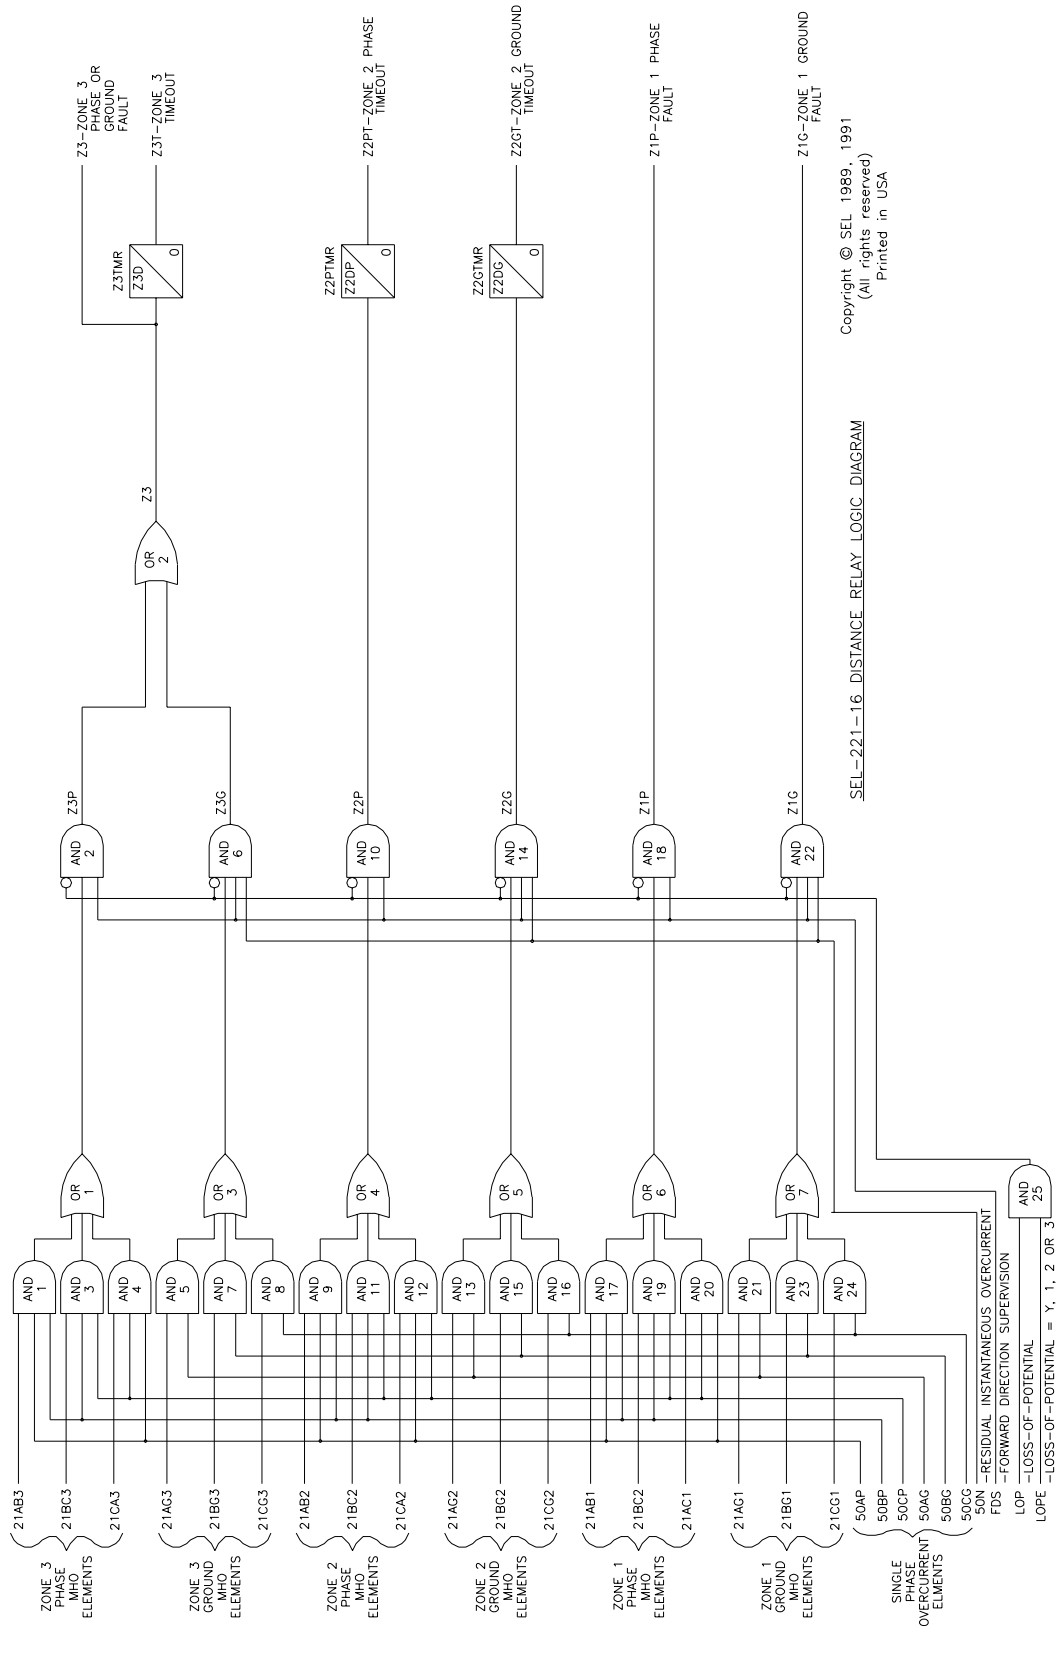 ZONE 3
PHASE
MHO
ELEMENTS
21AB3
21BC3
21CA3
ZONE 3
GROUND
MHO
ELEMENTS
21AG3
21BG3
21CG3
ZONE 2
PHASE
MHO
ELEMENTS
21AB2
21BC2
21CA2
ZONE 2
GROUND
MHO
ELEMENTS
21AG2
21BG2
21CG2
ZONE 1
PHASE
MHO
ELEMENTS
21AB1
21BC2
21AC1
ZONE 1
GROUND
MHO
ELEMENTS
21AG1
21BG1
21CG1
SINGLE
PHASE
OVERCURRENT
ELMENTS
50AP
50BP
50CP
50AG
50BG
50CG
50N -RESIDUAL INSTANTANEOUS OVERCURRENT
FDS -FORWARD DIRECTION SUPERVISION
LOP -LOSS-OF-POTENTIAL
LOPE -LOSS-OF-POTENTIAL = Y, 1, 2 OR 3
AND
1
AND
3
AND
4
AND
5
AND
7
AND
8
AND
9
AND
11
AND
12
AND
13
AND
15
AND
16
AND
17
AND
19
AND
20
AND
21
AND
23
AND
24
AND
25
OR
1
OR
3
OR
4
OR
5
OR
6
OR
7
AND
2
AND
6
AND
10
AND
14
AND
18
AND
22
Z3P
Z3G
Z2P
Z2G
Z1P
Z1G
OR
2
Z3
Z3TMR
Z3D
0
Z2PTMR
Z2DP
0
Z2GTMR
Z2DG
0
Z3-ZONE 3
PHASE OR
GROUND
FAULT
Z3T-ZONE 3
TIMEOUT
Z2PT-ZONE 2 PHASE
TIMEOUT
Z2GT-ZONE 2 GROUND
TIMEOUT
Z1P-ZONE 1 PHASE
FAULT
Z1G-ZONE 1 GROUND
FAULT
SEL-221-16 DISTANCE RELAY LOGIC DIAGRAM
Copyright © SEL 1989, 1991
(All rights reserved)
Printed in USA